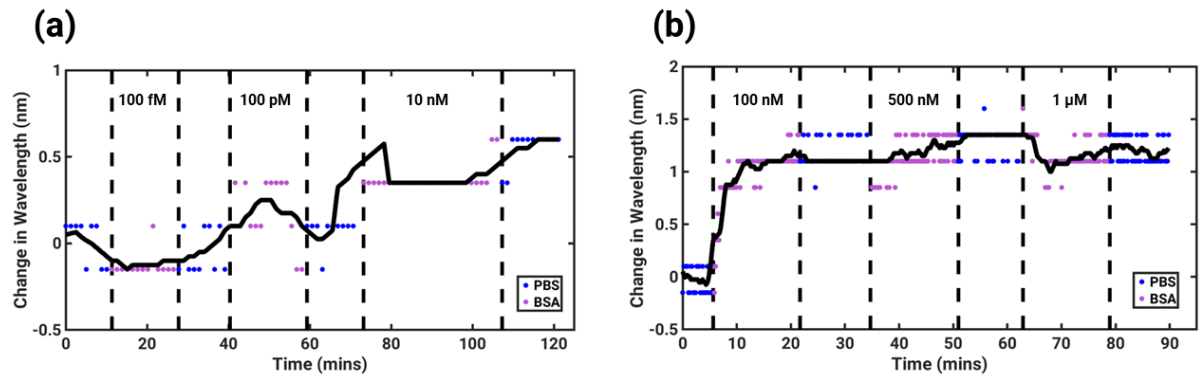 (a)
1
0.5
0
-0.5
Change in Wavelength (nm)
100 fM
100 pM
10 nM
PBS
BSA
0 20 40 60 80 100 120
Time (mins)
(b)
2
1.5
1
0.5
0
-0.5
Change in Wavelength (nm)
100 nM
500 nM
1 µM
PBS
BSA
0 10 20 30 40 50 60 70 80 90 100
Time (mins)